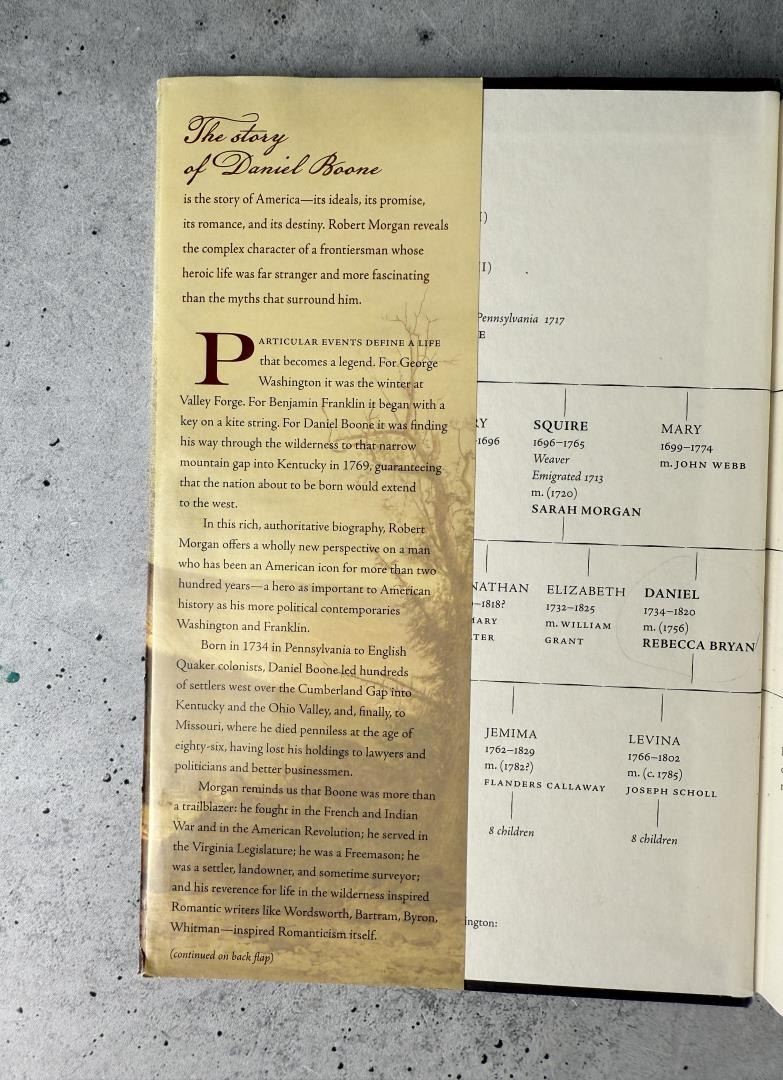 The story
of Daniel Boone
is the story of America—its ideals, its promise,
its romance, and its destiny. Robert Morgan reveals
the complex character of a frontiersman whose
heroic life was far stranger and more fascinating
than the myths that surround him.
PARTICULAR EVENTS DEFINE A LIFE
that becomes a legend. For George
Washington it was the winter at
Valley Forge. For Benjamin Franklin it began with a
key on a kite string. For Daniel Boone it was finding
his way through the wilderness to that narrow
mountain gap into Kentucky in 1769, guaranteeing
that the nation about to be born would extend
to the west.
In this rich, authoritative biography, Robert
Morgan offers a wholly new perspective on a man
who has been an American icon for more than two
hundred years—a hero as important to American
history as his more political contemporaries
Washington and Franklin.
Born in 1734 in Pennsylvania to English
Quaker colonists, Daniel Boone led hundreds
of settlers west over the Cumberland Gap into
Kentucky and the Ohio Valley, and, finally, to
Missouri, where he died penniless at the age of
eighty-six, having lost his holdings to lawyers and
politicians and better businessmen.
Morgan reminds us that Boone was more than
a trailblazer: he fought in the French and Indian
War and in the American Revolution; he served in
the Virginia Legislature; he was a Freemason; he
was a settler, landowner, and sometime surveyor;
and his reverence for life in the wilderness inspired
Romantic writers like Wordsworth, Bartram, Byron,
Whitman—inspired Romanticism itself.
(continued on back flap)
I)
II)
Pennsylvania 1717
E
RY
-1696
SQUIRE
1696–1765
Weaver
Emigrated 1713
m. (1720)
SARAH MORGAN
MARY
1699–1774
m. JOHN WEBB
NATHAN
–1818?
MARY
TER
ELIZABETH
1732–1825
m. WILLIAM
GRANT
DANIEL
1734–1820
m. (1756)
REBECCA BRYAN
JEMIMA
1762–1829
m. (1782?)
FLANDERS CALLAWAY
8 children
LEVINA
1766–1802
m. (c. 1785)
JOSEPH SCHOLL
8 children
ington: